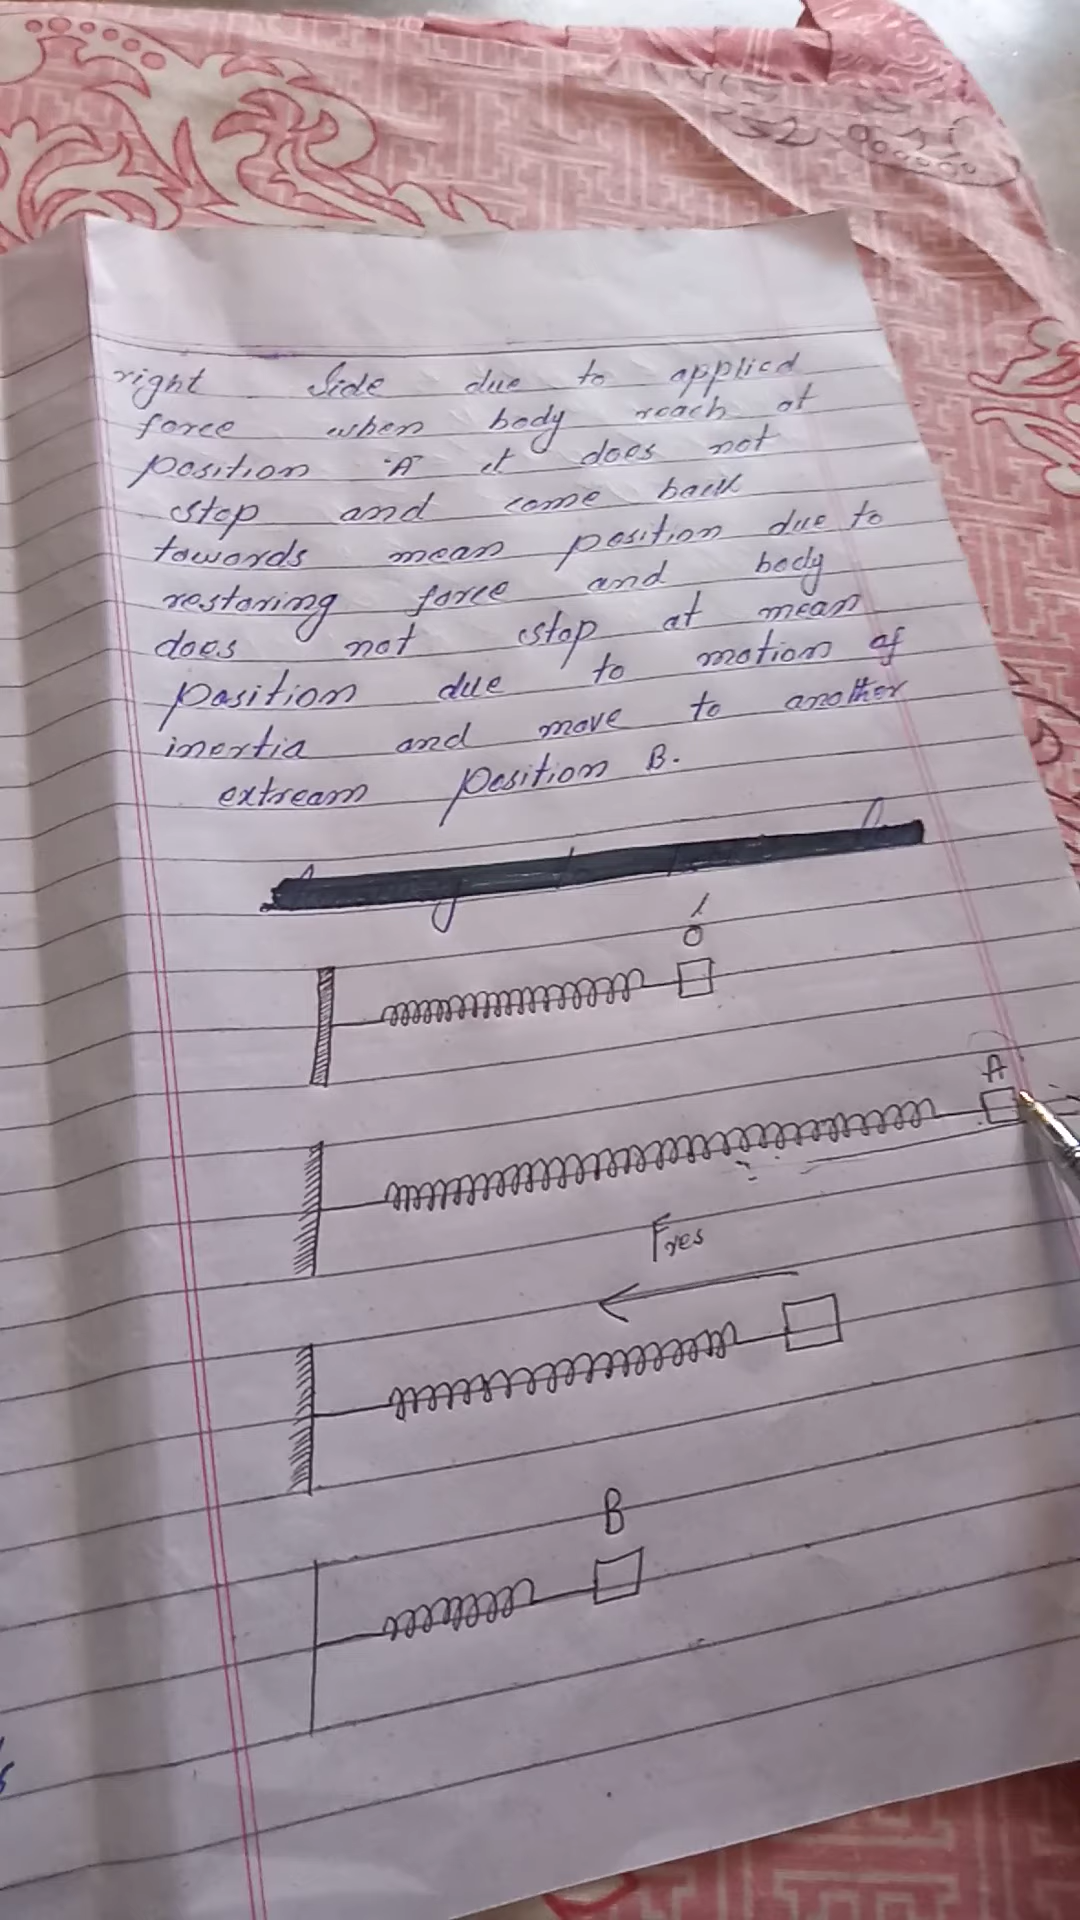 right side due to applied
force when body reach at
position "A" it does not
stop and come back
towards mean position due to
restoring force and body
does not stop at mean
position due to motion of
inertia and move to another
extream position B.
O
A
Fres
B